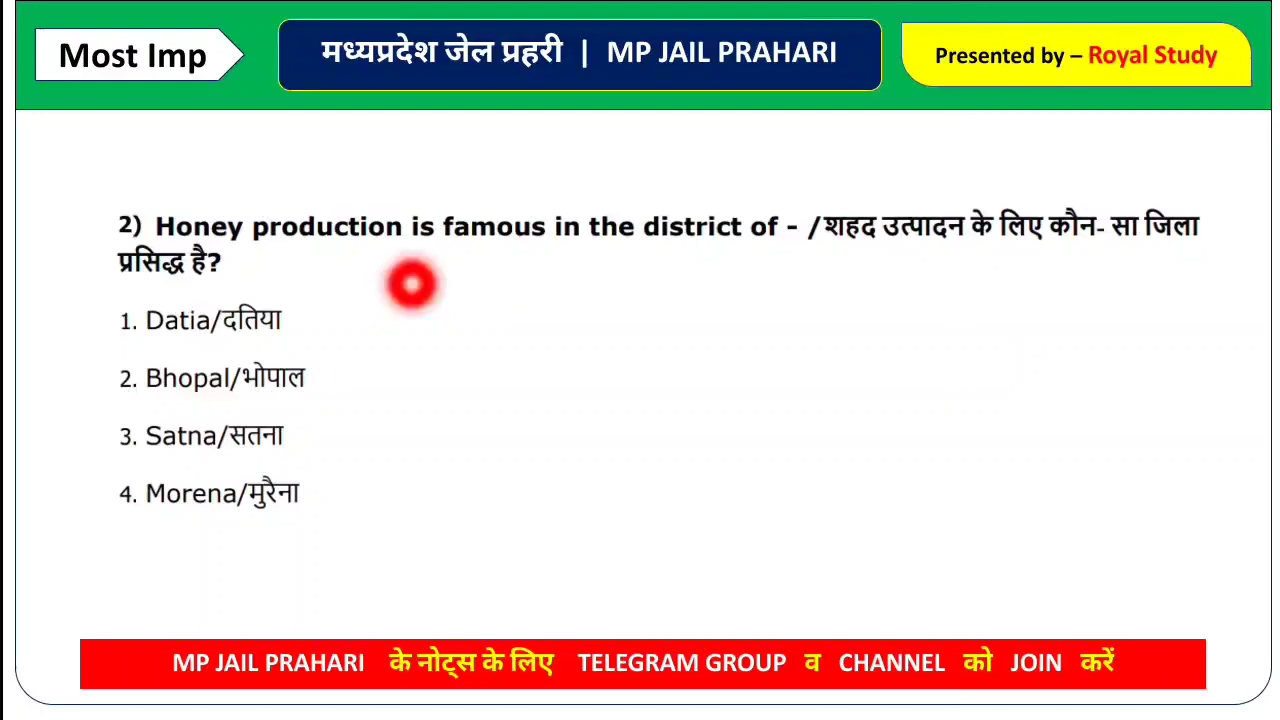 Most Imp
मध्यप्रदेश जेल प्रहरी | MP JAIL PRAHARI
Presented by – Royal Study
2) Honey production is famous in the district of - /शहद उत्पादन के लिए कौन- सा जिला
प्रसिद्ध है?
1. Datia/दतिया
2. Bhopal/भोपाल
3. Satna/सतना
4. Morena/मुरैना
MP JAIL PRAHARI के नोट्स के लिए TELEGRAM GROUP व CHANNEL को JOIN करें